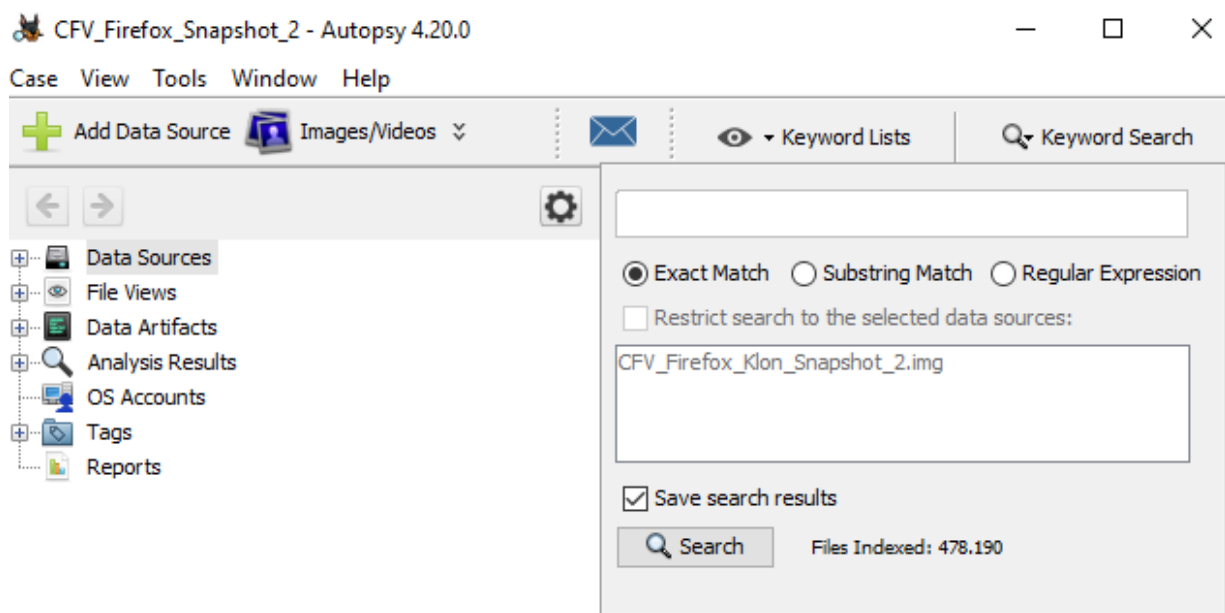 CFV_Firefox_Snapshot_2 - Autopsy 4.20.0
Case View Tools Window Help
Add Data Source Images/Videos Keyword Lists Keyword Search
Data Sources
File Views
Data Artifacts
Analysis Results
OS Accounts
Tags
Reports
Exact Match Substring Match Regular Expression
Restrict search to the selected data sources:
CFV_Firefox_Klon_Snapshot_2.img
Save search results
Search Files Indexed: 478.190